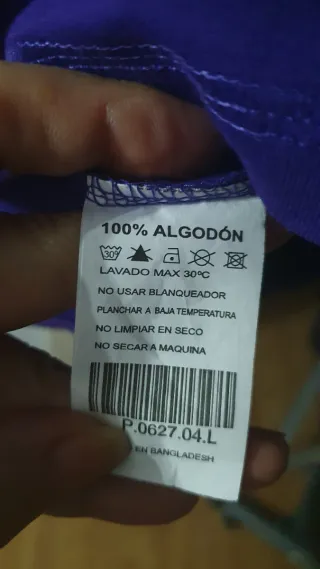 100% ALGODÓN
30º
LAVADO MAX 30ºC
NO USAR BLANQUEADOR
PLANCHAR A BAJA TEMPERATURA
NO LIMPIAR EN SECO
NO SECAR A MAQUINA
P.0627.04.L
EN BANGLADESH